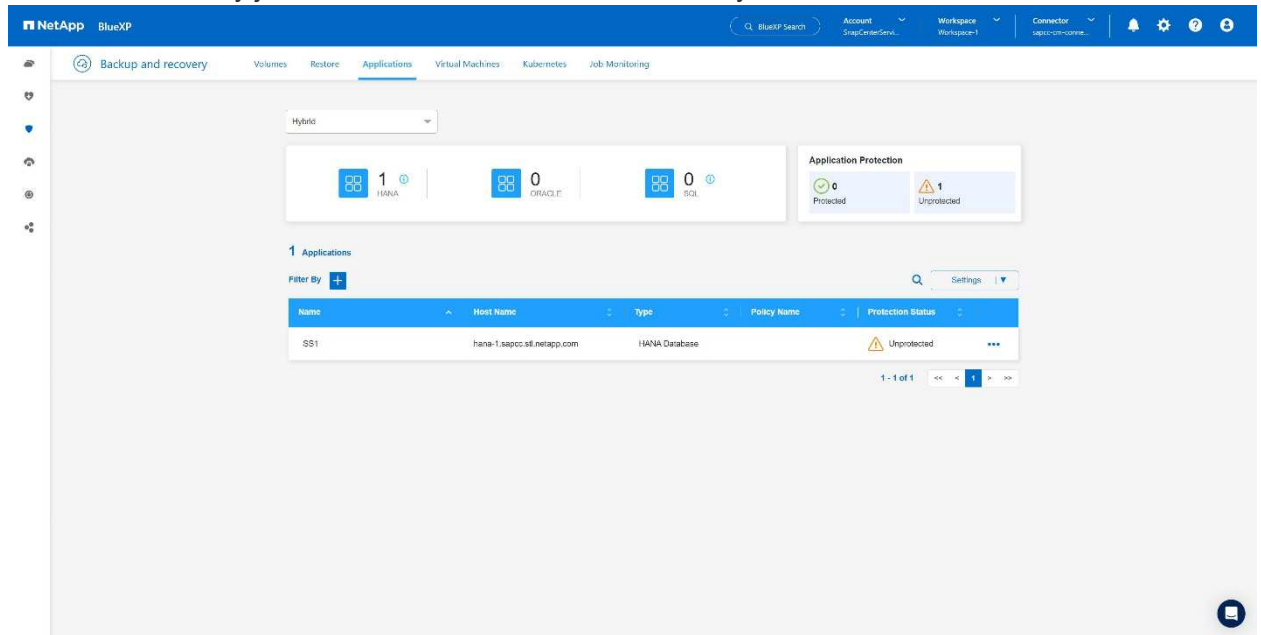 NetApp BlueXP
BlueXP Search
Account
SnapCenterServi...
Workspace
Workspace-1
Connector
sapcc-cm-conne...
Backup and recovery
Volumes Restore Applications Virtual Machines Kubernetes Job Monitoring
Hybrid
1
HANA
0
ORACLE
0
SQL
Application Protection
0
Protected
1
Unprotected
1 Applications
Filter By +
Settings
Name Host Name Type Policy Name Protection Status
SS1 hana-1.sapcc.stl.netapp.com HANA Database Unprotected
1 - 1 of 1 << < 1 > >>